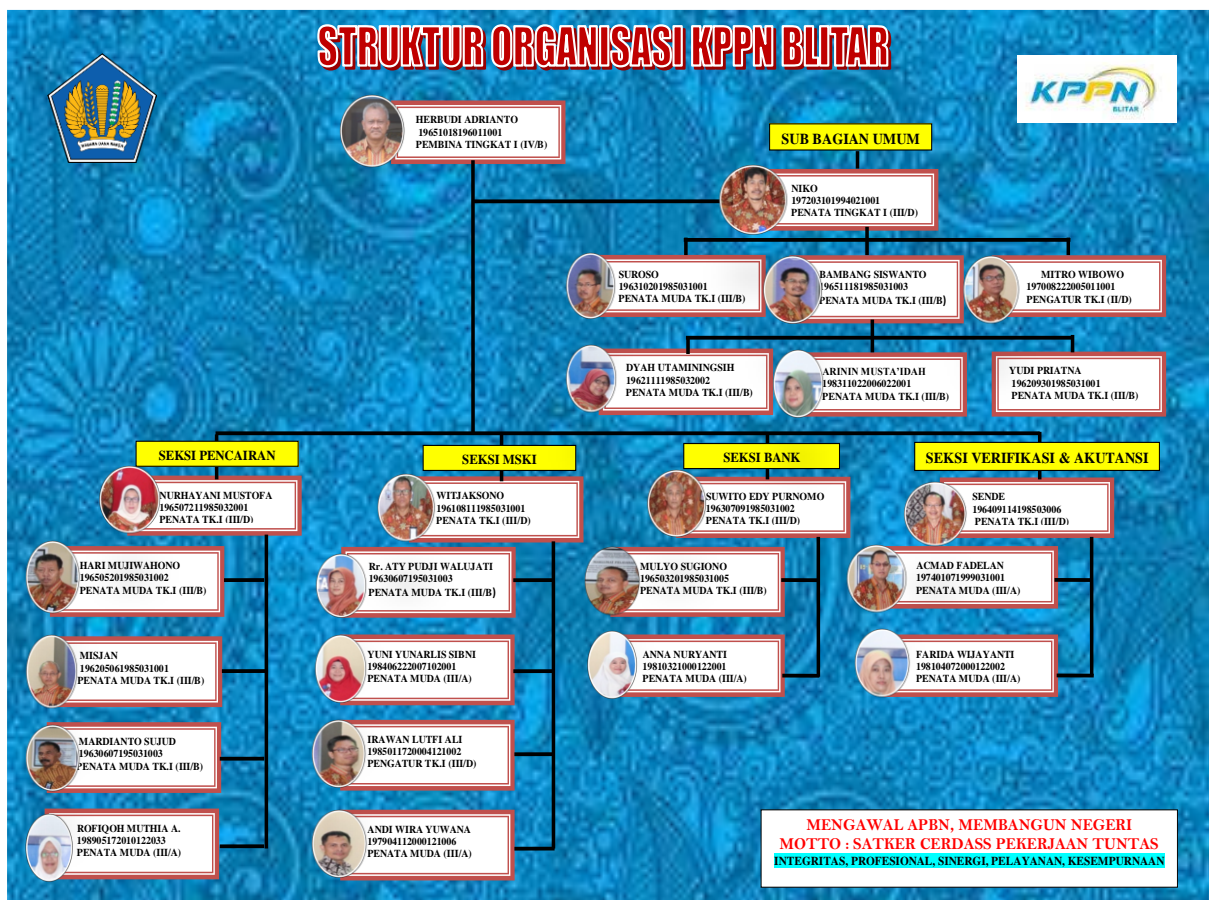 STRUKTUR ORGANISASI KPPN BLITAR
NAGARA DANA RAKCA
KPPN
BLITAR
HERBUDI ADRIANTO
19651018196011001
PEMBINA TINGKAT I (IV/B)
SUB BAGIAN UMUM
NIKO
197203101994021001
PENATA TINGKAT I (III/D)
SUROSO
196310201985031001
PENATA MUDA TK.I (III/B)
BAMBANG SISWANTO
196511181985031003
PENATA MUDA TK.I (III/B)
MITRO WIBOWO
197008222005011001
PENGATUR TK.I (II/D)
DYAH UTAMININGSIH
19621111985032002
PENATA MUDA TK.I (III/B)
ARININ MUSTA'IDAH
198311022006022001
PENATA MUDA TK.I (III/B)
YUDI PRIATNA
196209301985031001
PENATA MUDA TK.I (III/B)
SEKSI PENCAIRAN
NURHAYANI MUSTOFA
196507211985032001
PENATA TK.I (III/D)
HARI MUJIWAHONO
196505201985031002
PENATA MUDA TK.I (III/B)
MISJAN
196205061985031001
PENATA MUDA TK.I (III/B)
MARDIANTO SUJUD
19630607195031003
PENATA MUDA TK.I (III/B)
ROFIQOH MUTHIA A.
198905172010122033
PENATA MUDA (III/A)
SEKSI MSKI
WITJAKSONO
196108111985031001
PENATA TK.I (III/D)
Rr. ATY PUDJI WALUJATI
19630607195031003
PENATA MUDA TK.I (III/B)
YUNI YUNARLIS SIBNI
198406222007102001
PENATA MUDA (III/A)
IRAWAN LUTFI ALI
1985011720004121002
PENGATUR TK.I (III/D)
ANDI WIRA YUWANA
197904112000121006
PENATA MUDA (III/A)
SEKSI BANK
SUWITO EDY PURNOMO
196307091985031002
PENATA TK.I (III/D)
MULYO SUGIONO
196503201985031005
PENATA MUDA TK.I (III/B)
ANNA NURYANTI
19810321000122001
PENATA MUDA (III/A)
SEKSI VERIFIKASI & AKUTANSI
SENDE
196409114198503006
PENATA TK.I (III/D)
ACMAD FADELAN
197401071999031001
PENATA MUDA (III/A)
FARIDA WIJAYANTI
198104072000122002
PENATA MUDA (III/A)
MENGAWAL APBN, MEMBANGUN NEGERI
MOTTO : SATKER CERDASS PEKERJAAN TUNTAS
INTEGRITAS, PROFESIONAL, SINERGI, PELAYANAN, KESEMPURNAAN